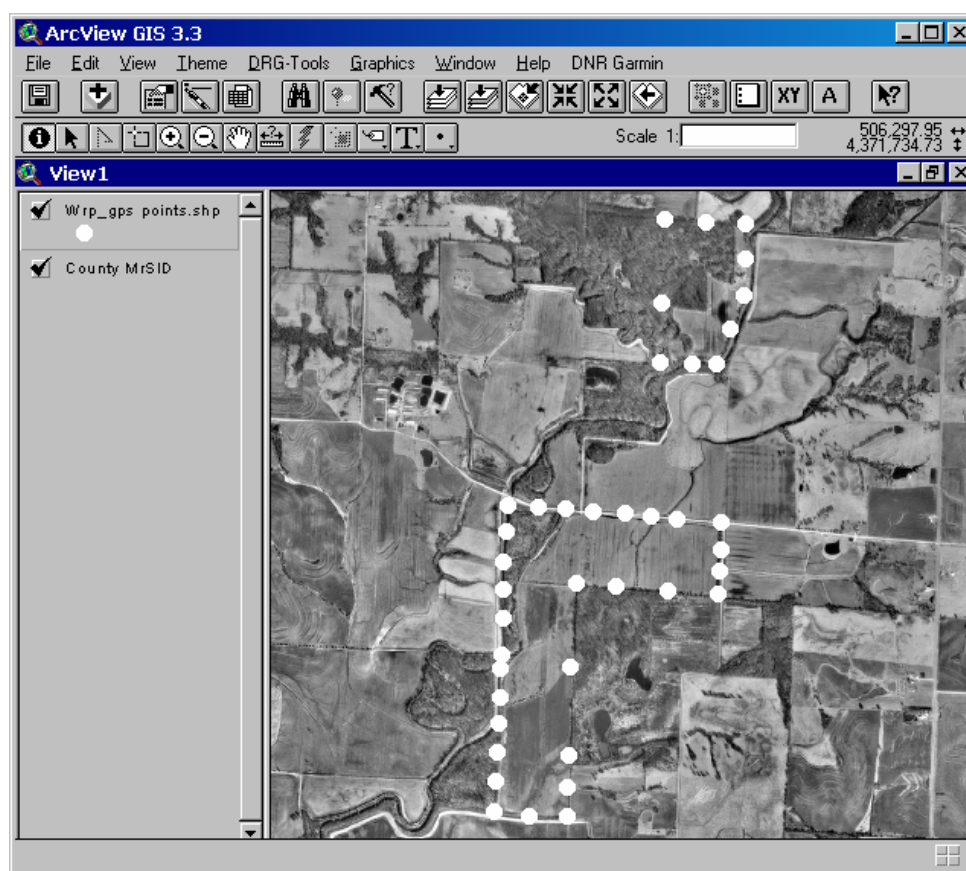 ArcView GIS 3.3
File Edit View Theme DRG-Tools Graphics Window Help DNR Garmin
XY A ?
T
Scale 1: 506,297.95
4,371,734.73
View1
Wrp_gps points.shp
County MrSID